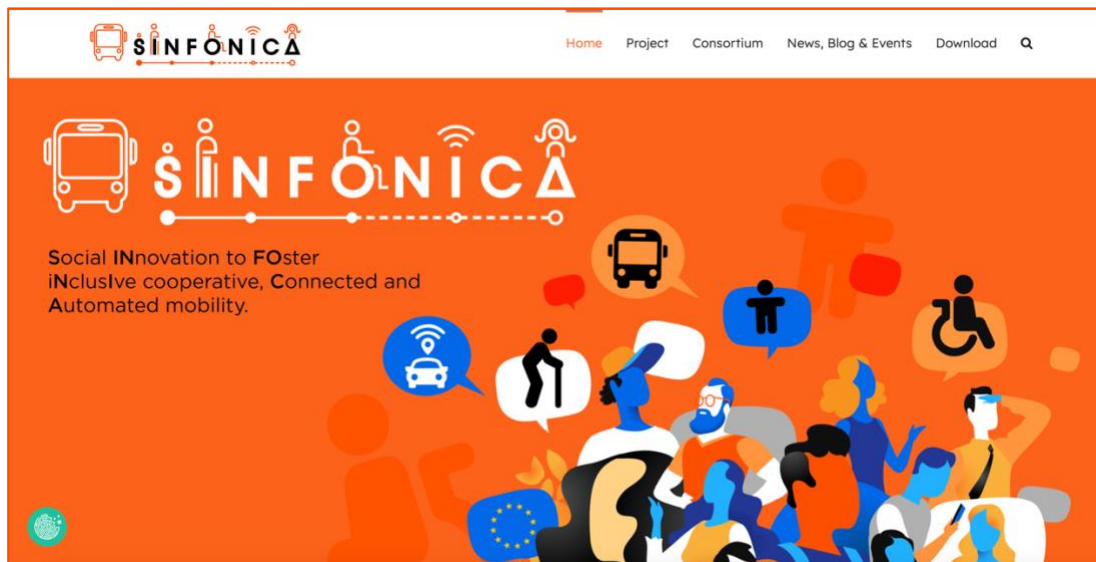 SINFONICA
Home Project Consortium News, Blog & Events Download
SINFONICA
Social INnovation to FOster
iNclusIve cooperative, Connected and
Automated mobility.